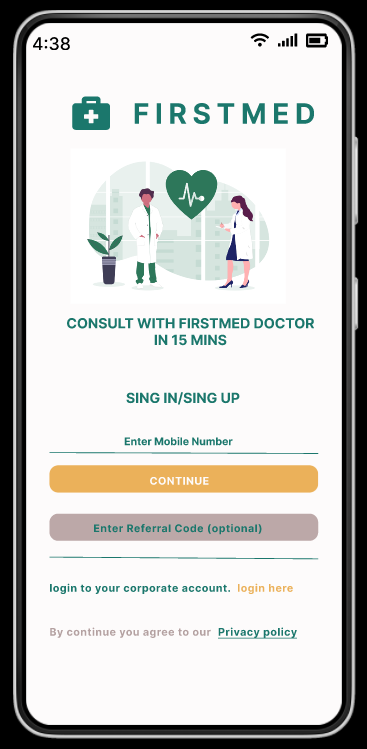 4:38
FIRSTMED
CONSULT WITH FIRSTMED DOCTOR
IN 15 MINS
SING IN/SING UP
Enter Mobile Number
CONTINUE
Enter Referral Code (optional)
login to your corporate account. login here
By continue you agree to our Privacy policy